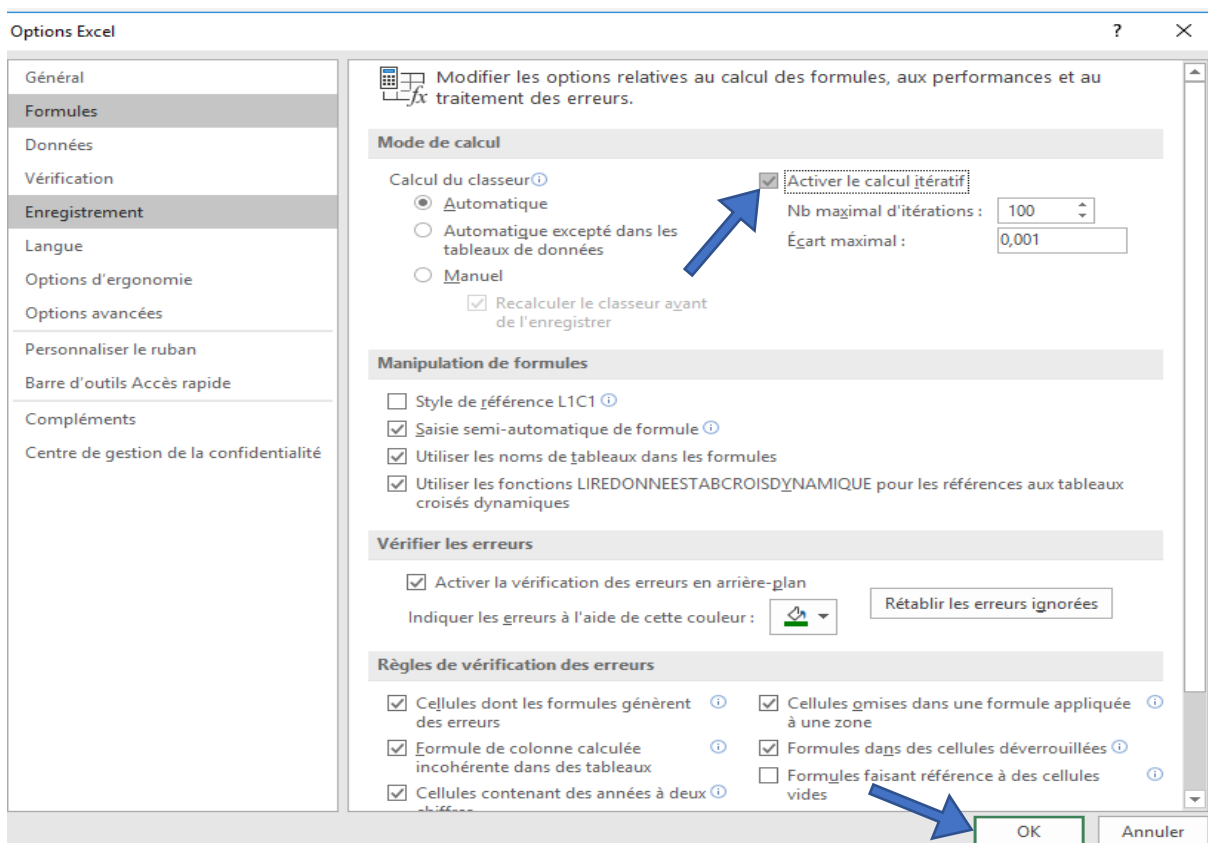 Options Excel
?
Général
Formules
Données
Vérification
Enregistrement
Langue
Options d'ergonomie
Options avancées
Personnaliser le ruban
Barre d'outils Accès rapide
Compléments
Centre de gestion de la confidentialité
Modifier les options relatives au calcul des formules, aux performances et au
fx traitement des erreurs.
Mode de calcul
Calcul du classeur
Automatique
Automatique excepté dans les
tableaux de données
Manuel
Recalculer le classeur avant
de l'enregistrer
Activer le calcul itératif
Nb maximal d'itérations : 100
Écart maximal : 0,001
Manipulation de formules
Style de référence L1C1
Saisie semi-automatique de formule
Utiliser les noms de tableaux dans les formules
Utiliser les fonctions LIREDONNEESTABCROISDYNAMIQUE pour les références aux tableaux
croisés dynamiques
Vérifier les erreurs
Activer la vérification des erreurs en arrière-plan
Indiquer les erreurs à l'aide de cette couleur :
Rétablir les erreurs ignorées
Règles de vérification des erreurs
Cellules dont les formules génèrent
des erreurs
Formule de colonne calculée
incohérente dans des tableaux
Cellules contenant des années à deux
Cellules omises dans une formule appliquée
à une zone
Formules dans des cellules déverrouillées
Formules faisant référence à des cellules
vides
OK
Annuler